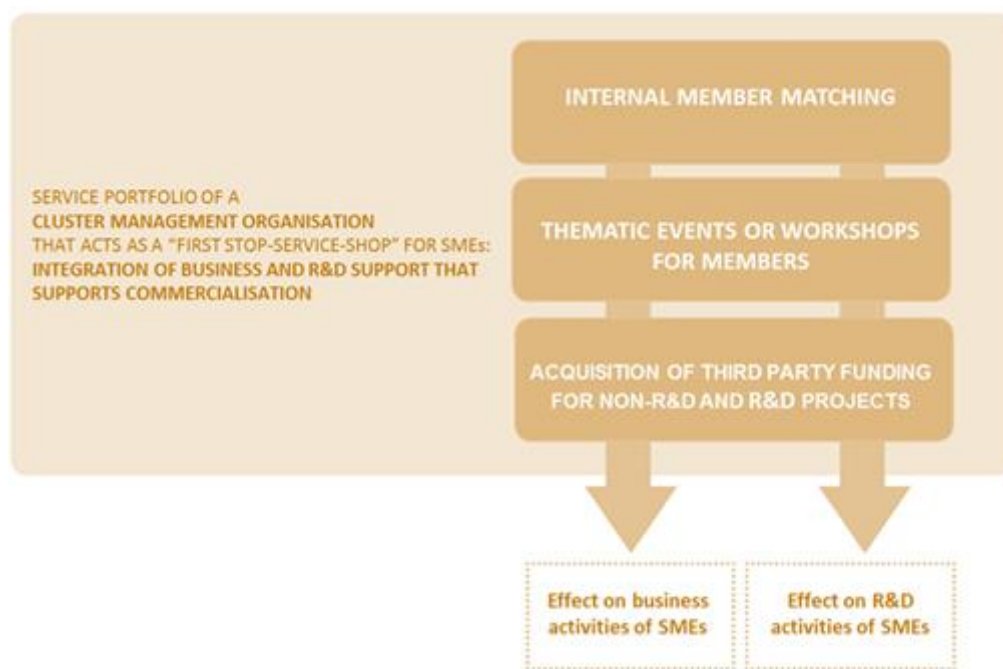 SERVICE PORTFOLIO OF A
CLUSTER MANAGEMENT ORGANISATION
THAT ACTS AS A "FIRST STOP-SERVICE-SHOP" FOR SMEs:
INTEGRATION OF BUSINESS AND R&D SUPPORT THAT
SUPPORTS COMMERCIALISATION
INTERNAL MEMBER MATCHING
THEMATIC EVENTS OR WORKSHOPS
FOR MEMBERS
ACQUISITION OF THIRD PARTY FUNDING
FOR NON-R&D AND R&D PROJECTS
Effect on business
activities of SMEs
Effect on R&D
activities of SMEs